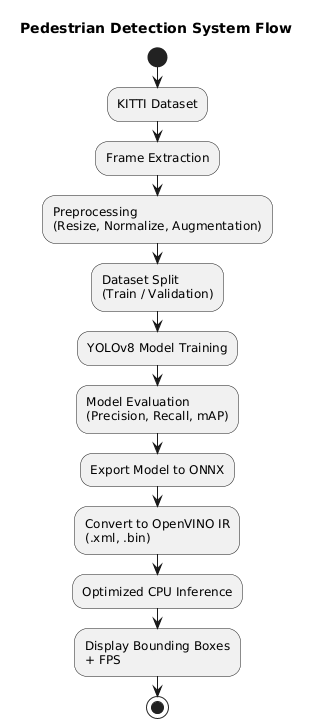 Pedestrian Detection System Flow
KITTI Dataset
Frame Extraction
Preprocessing
(Resize, Normalize, Augmentation)
Dataset Split
(Train / Validation)
YOLOv8 Model Training
Model Evaluation
(Precision, Recall, mAP)
Export Model to ONNX
Convert to OpenVINO IR
(.xml, .bin)
Optimized CPU Inference
Display Bounding Boxes
+ FPS